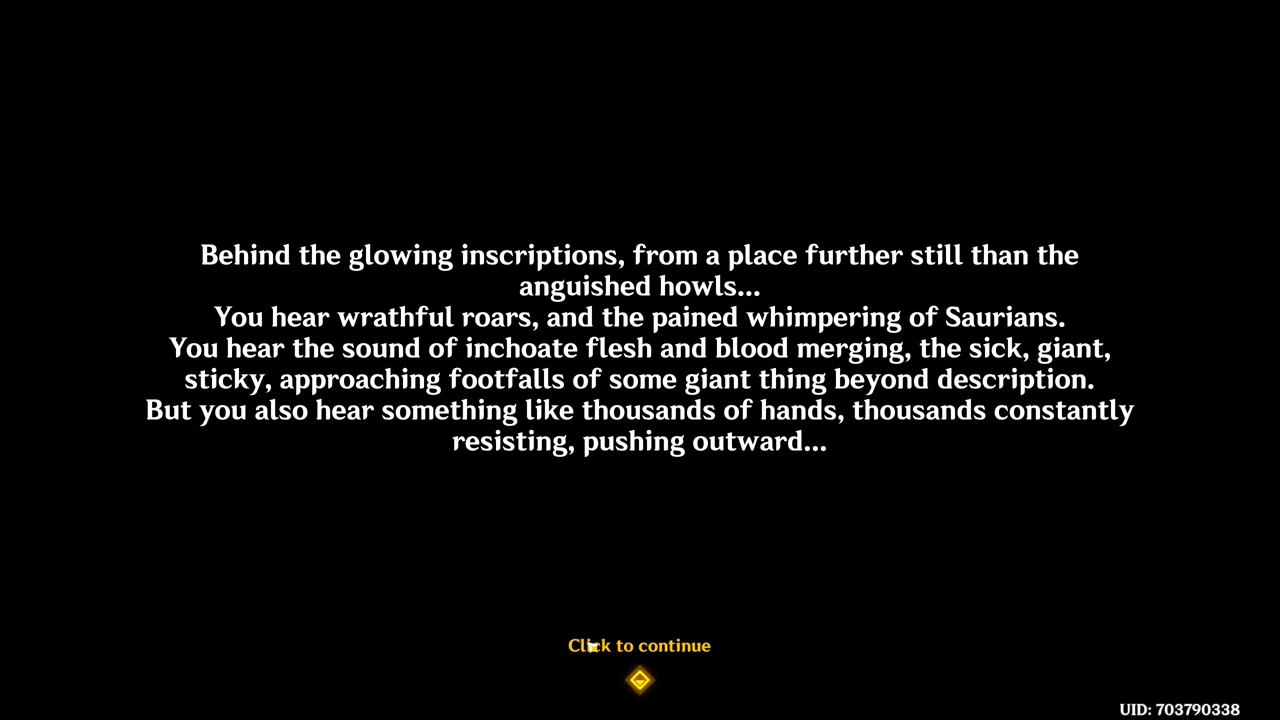 Behind the glowing inscriptions, from a place further still than the
anguished howls...
You hear wrathful roars, and the pained whimpering of Saurians.
You hear the sound of inchoate flesh and blood merging, the sick, giant,
sticky, approaching footfalls of some giant thing beyond description.
But you also hear something like thousands of hands, thousands constantly
resisting, pushing outward...
Click to continue
UID: 703790338